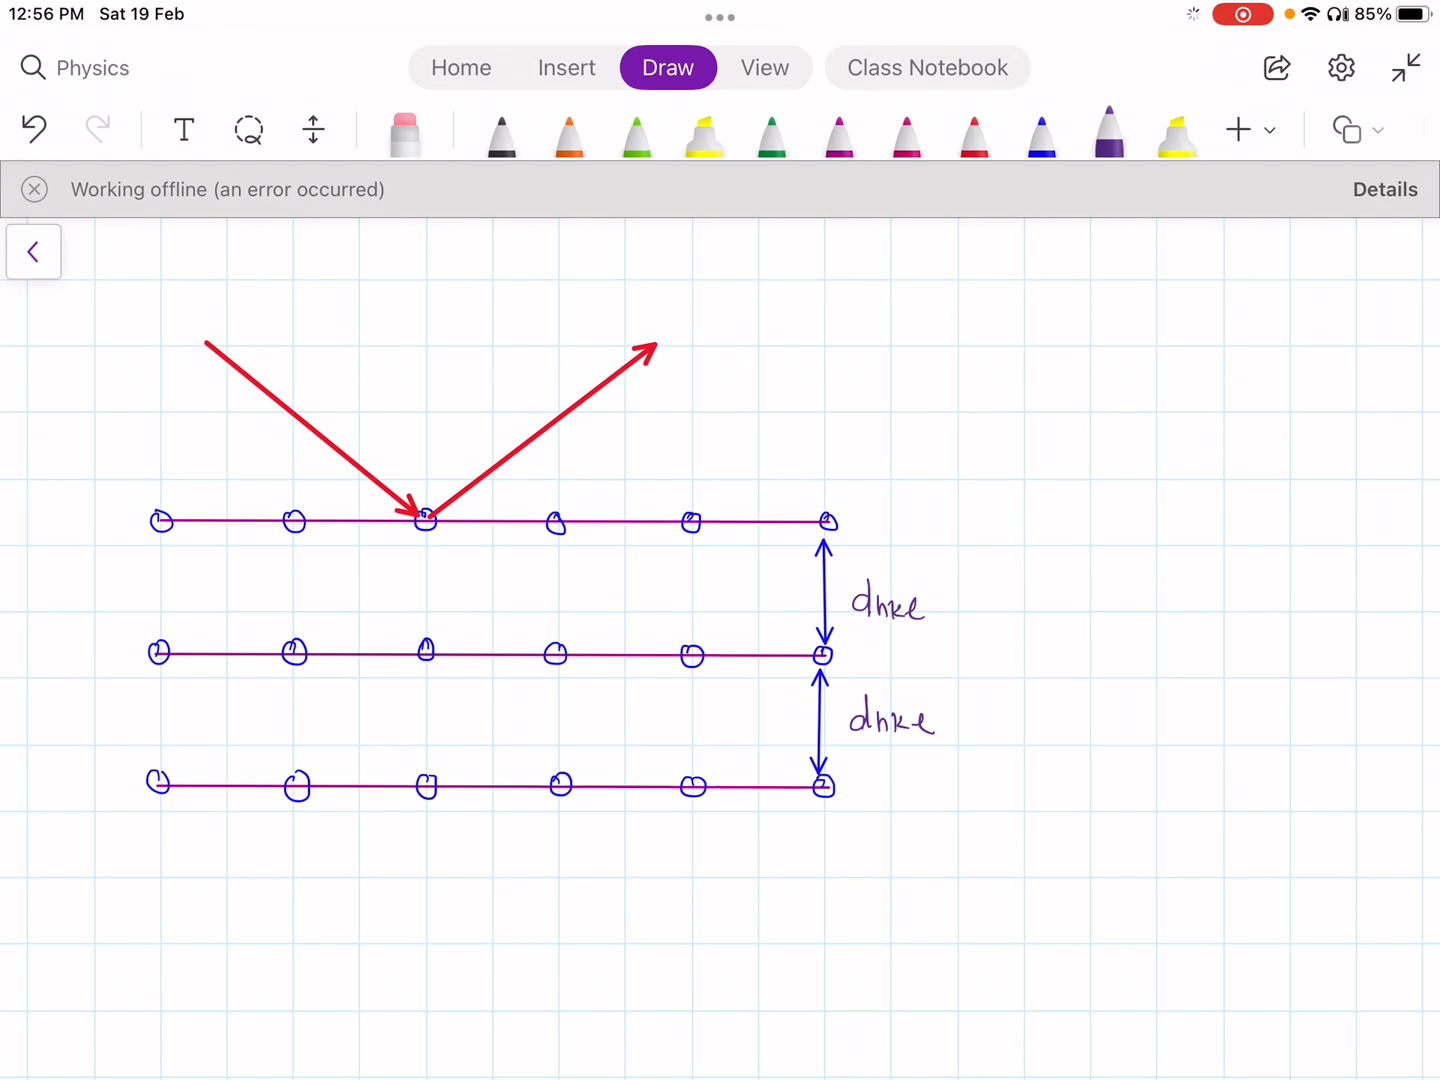 12:56 PM Sat 19 Feb
85%
Physics
Home Insert Draw View Class Notebook
T
Working offline (an error occurred) Details
dhkl
dhkl